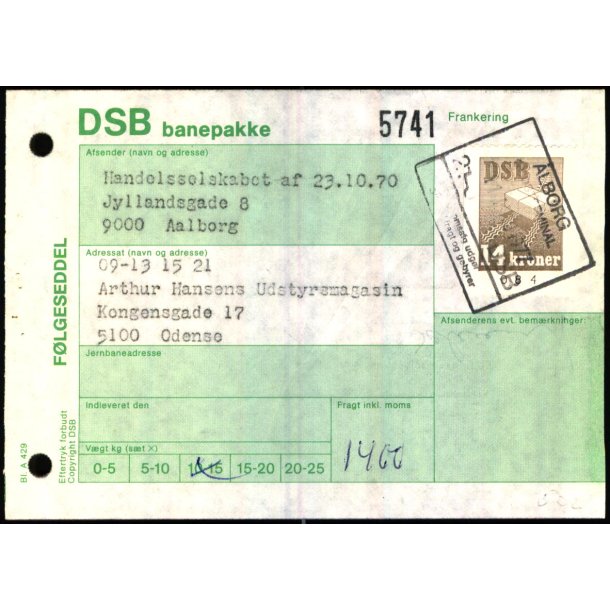 DSB banepakke
5741
Frankering
Afsender (navn og adresse)
Handelsselskabet af 23.10.70
Jyllandsgade 8
9000 Aalborg
DSB
14 kroner
ALBORG
og gebyrer
Adressat (navn og adresse)
09-13 15 21
Arthur Hansens Udstyrsmagasin
Kongensgade 17
5100 Odense
Afsenderens evt. bemærkninger:
Jernbaneadresse
Indleveret den
Fragt inkl. moms
1400
Vægt kg (sæt X)
0-5 5-10 10-15 15-20 20-25
FØLGESEDDEL
Bl. A 429
Eftertryk forbudt
Copyright DSB